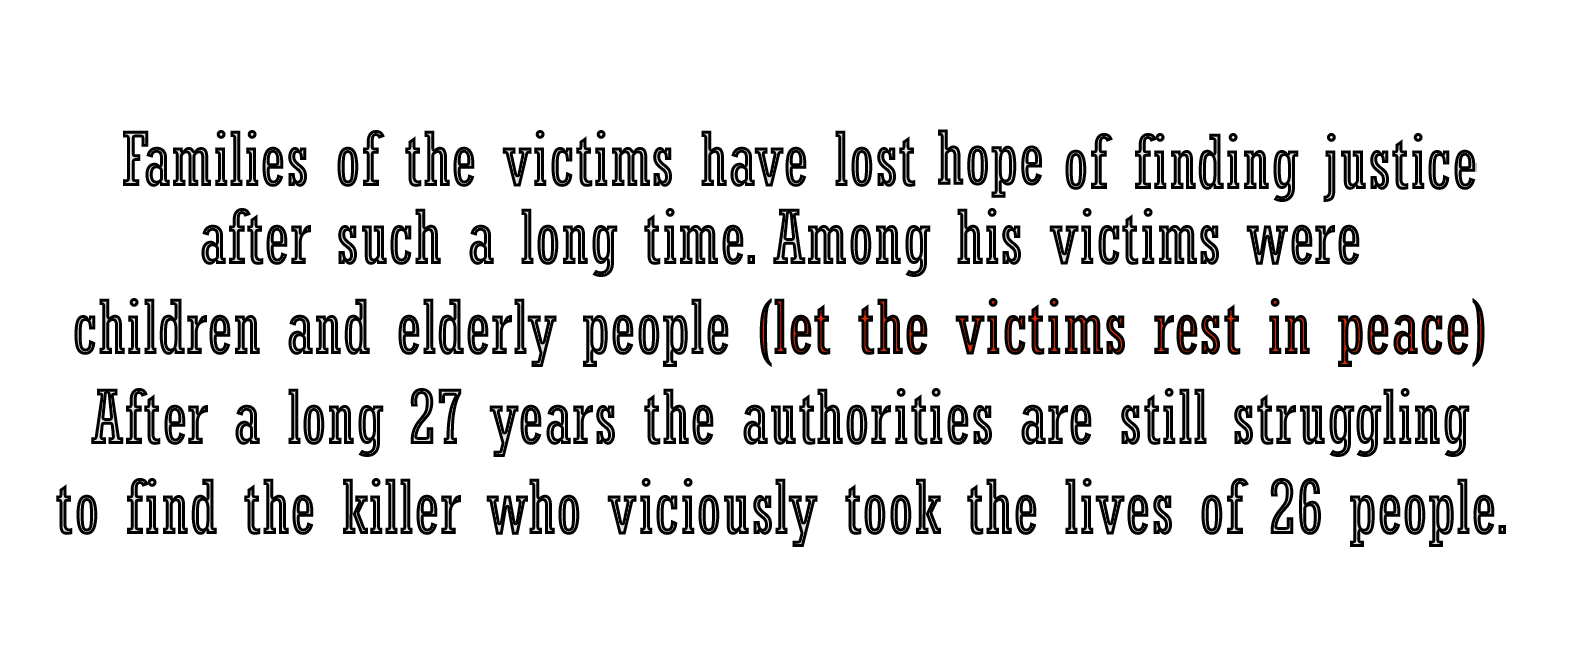 Families of the victims have lost hope of finding justice
after such a long time. Among his victims were
children and elderly people (let the victims rest in peace)
After a long 27 years the authorities are still struggling
to find the killer who viciously took the lives of 26 people.